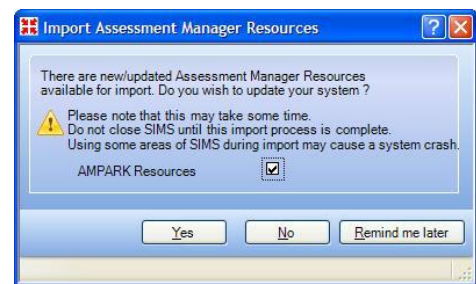 Import Assessment Manager Resources
There are new/updated Assessment Manager Resources
available for import. Do you wish to update your system ?
Please note that this may take some time.
Do not close SIMS until this import process is complete.
Using some areas of SIMS during import may cause a system crash.
AMPARK Resources
Yes No Remind me later